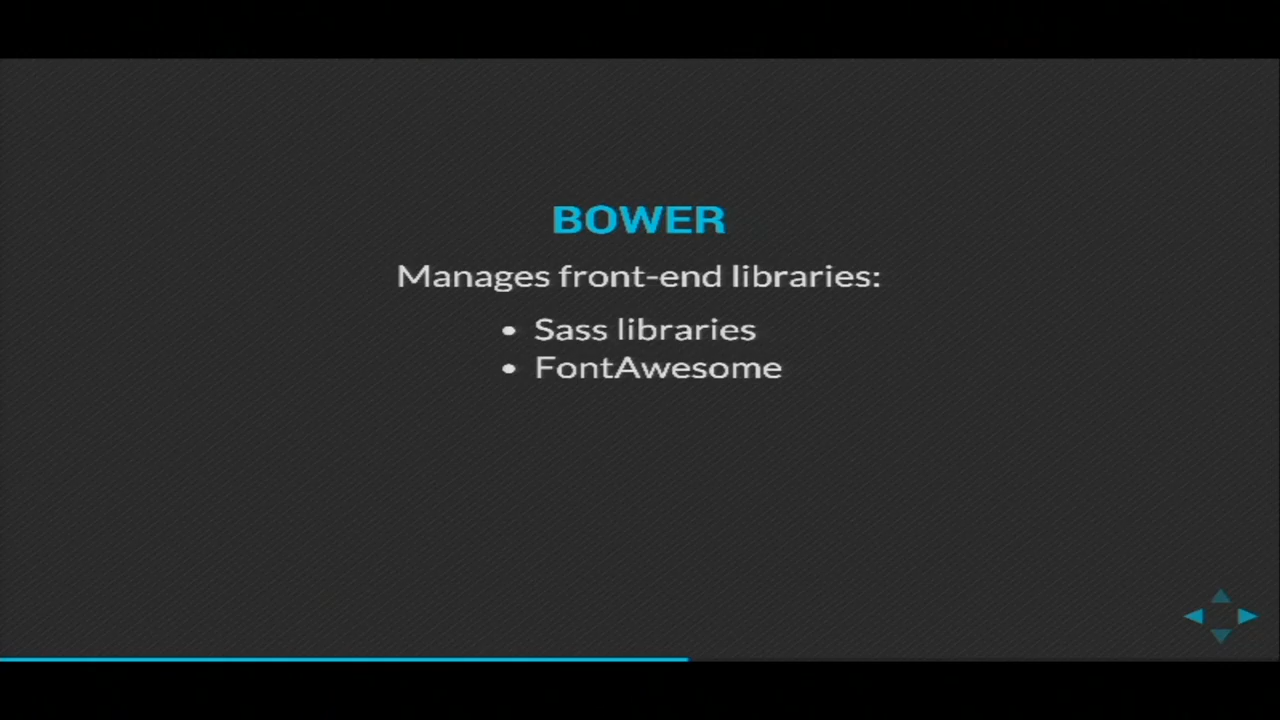 BOWER
Manages front-end libraries:
• Sass libraries
• FontAwesome